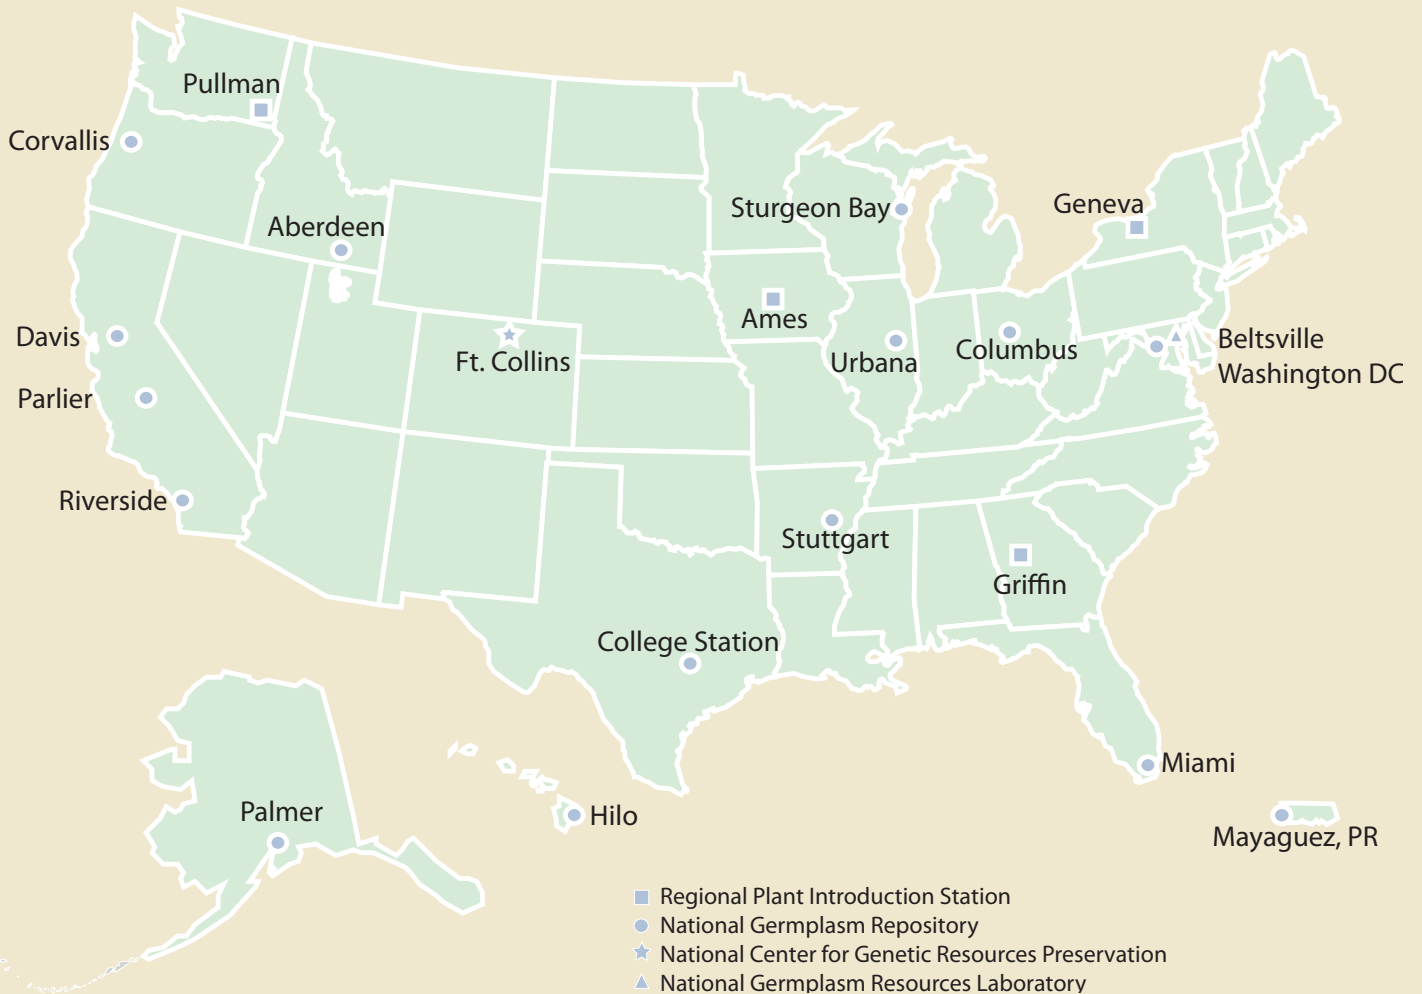 Pullman
Corvallis
Sturgeon Bay
Geneva
Aberdeen
Ames
Davis
Beltsville
Columbus
Ft. Collins
Urbana
Washington DC
Parlier
Riverside
Stuttgart
Griffin
College Station
Miami
Palmer
Hilo
Mayaguez, PR
Regional Plant Introduction Station
National Germplasm Repository
National Center for Genetic Resources Preservation
National Germplasm Resources Laboratory